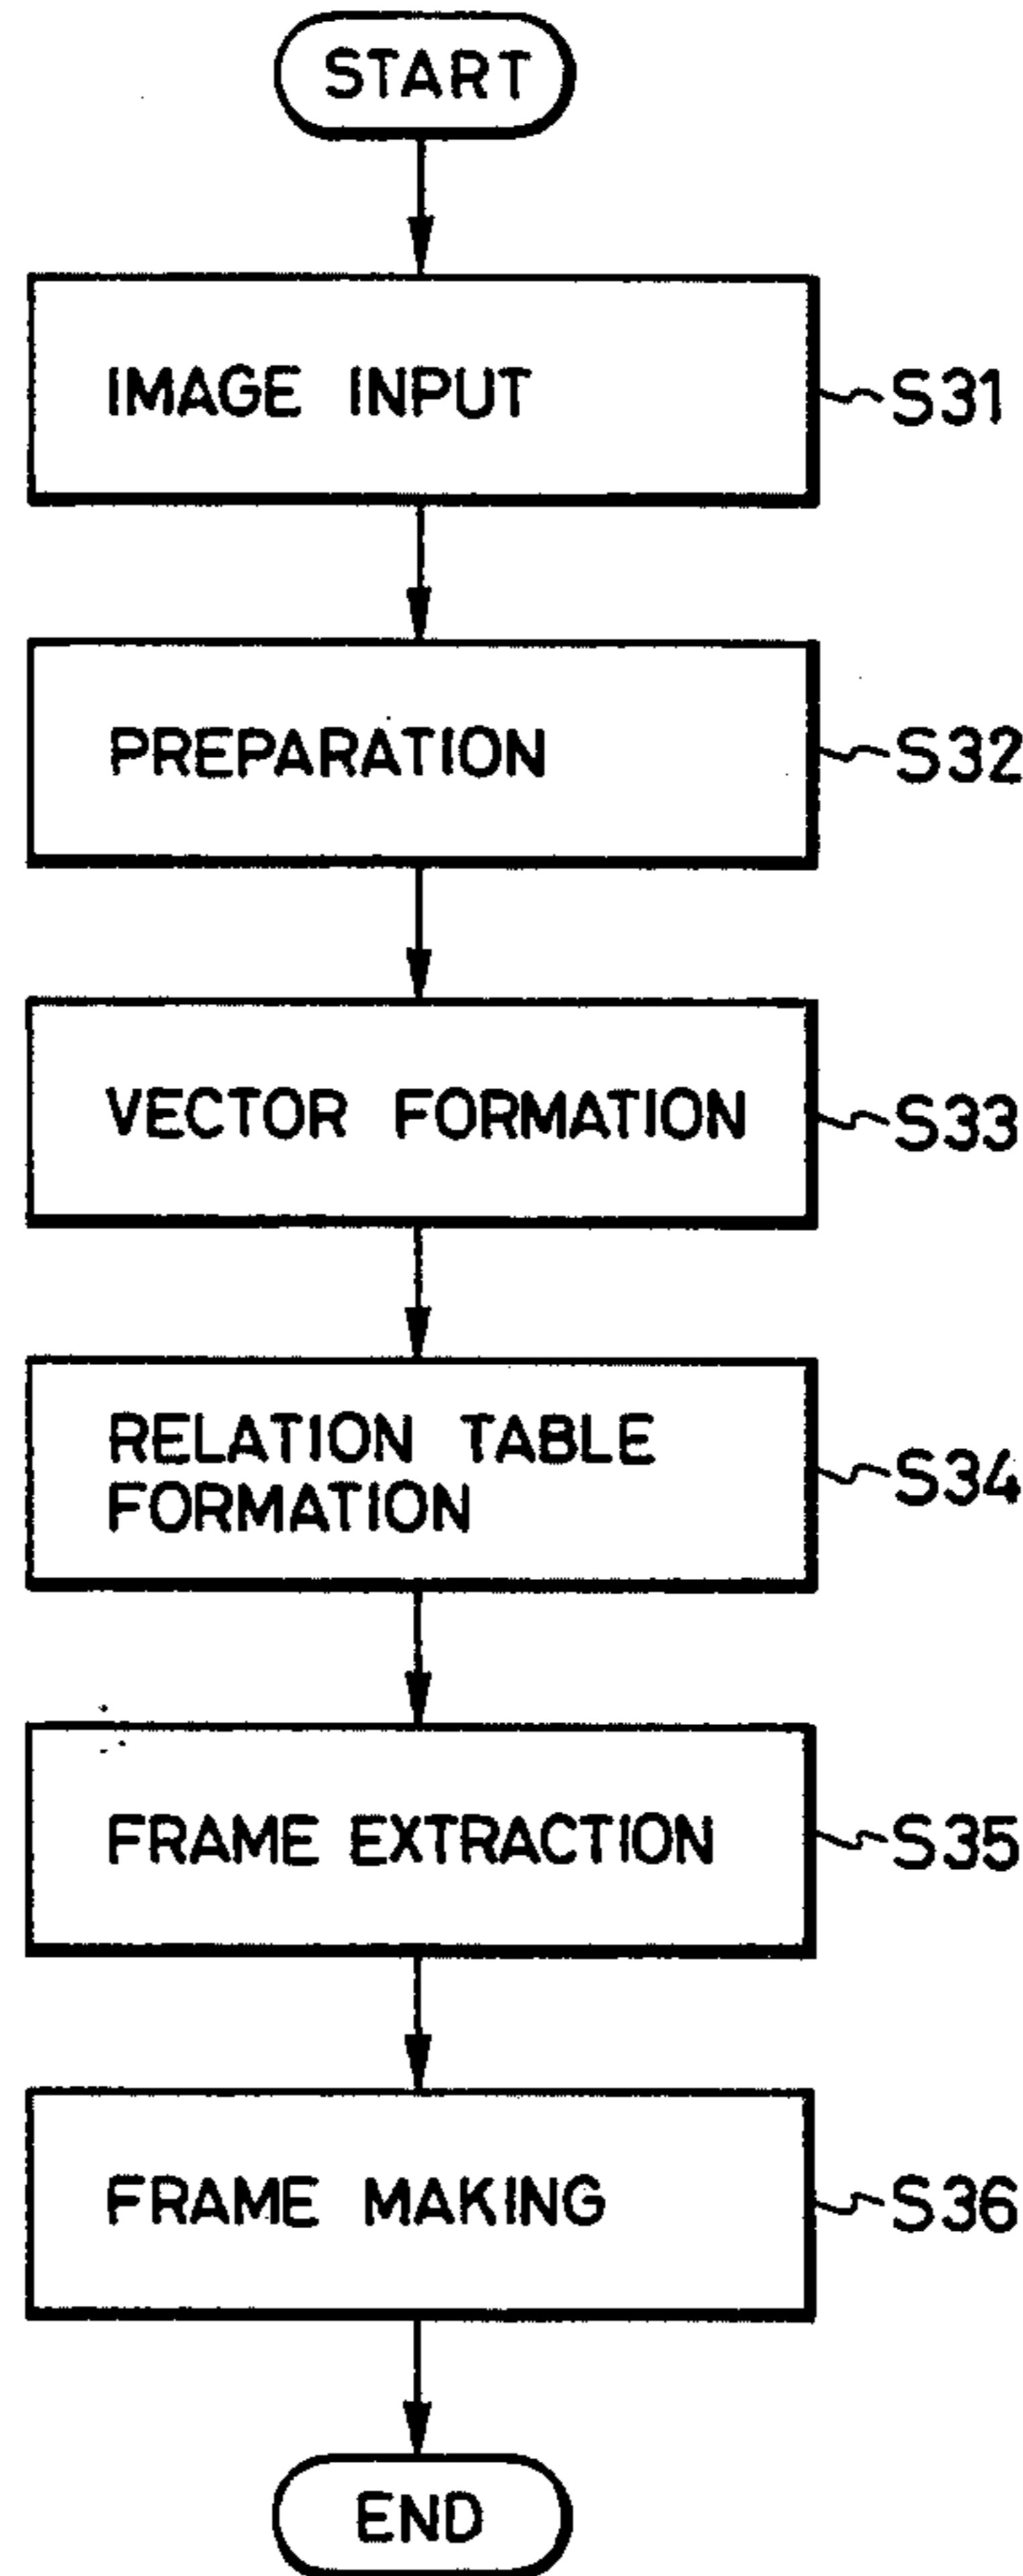 START
IMAGE INPUT
S31
PREPARATION
S32
VECTOR FORMATION
S33
RELATION TABLE
FORMATION
S34
FRAME EXTRACTION
S35
FRAME MAKING
S36
END